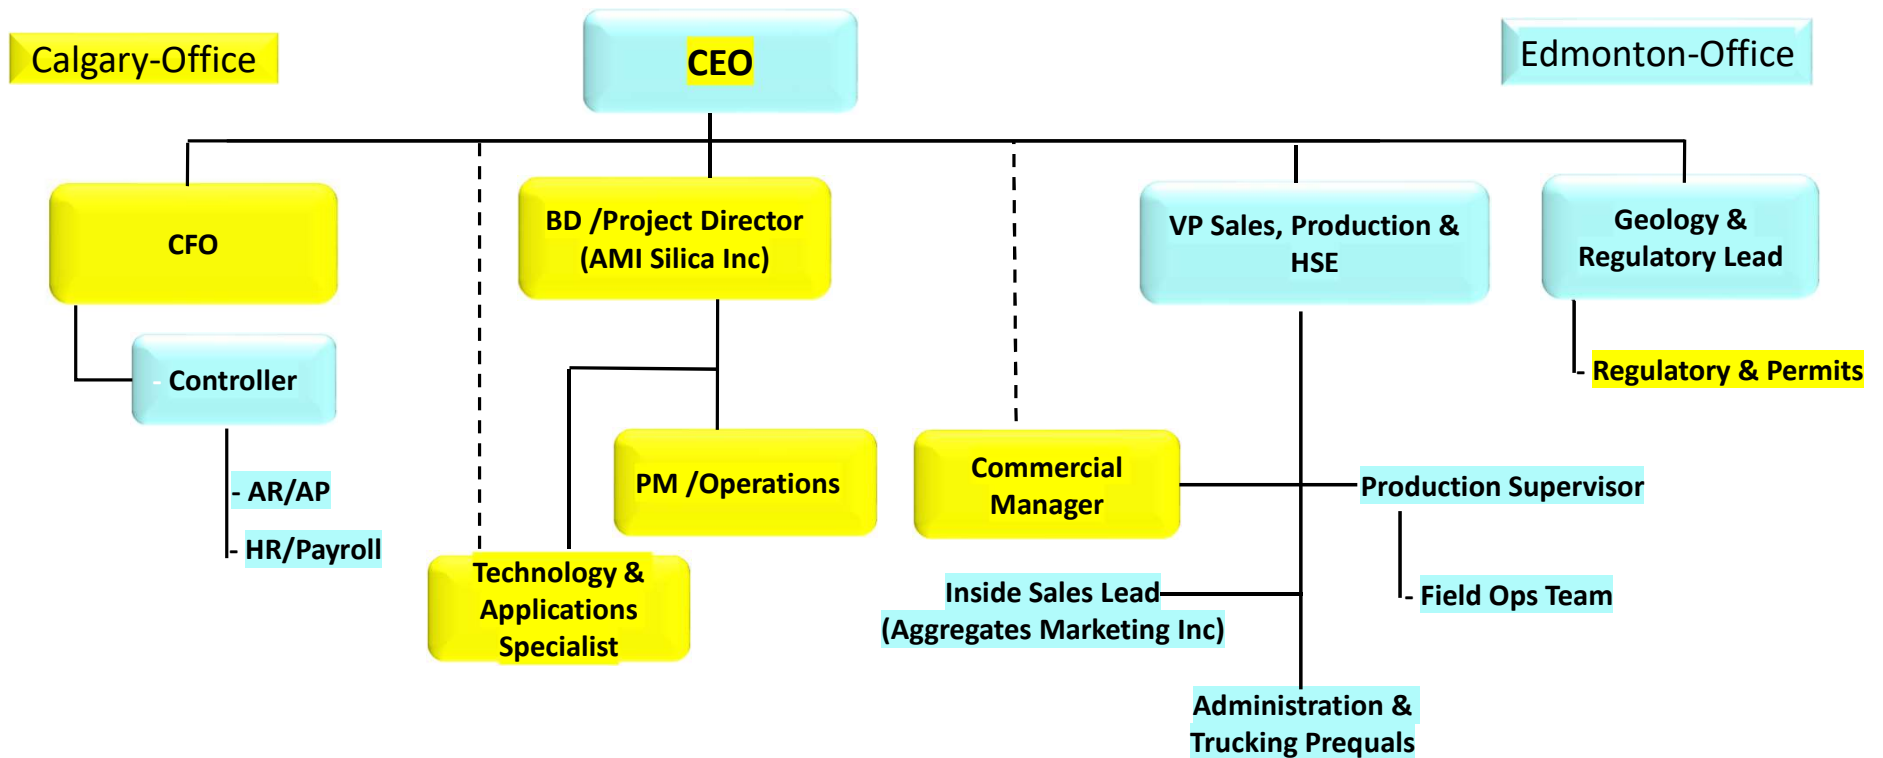 Calgary-Office
CEO
Edmonton-Office
CFO
BD /Project Director
(AMI Silica Inc)
VP Sales, Production &
HSE
Geology &
Regulatory Lead
- Controller
- Regulatory & Permits
- AR/AP
- HR/Payroll
PM /Operations
Technology &
Applications
Specialist
Commercial
Manager
Production Supervisor
- Field Ops Team
Inside Sales Lead
(Aggregates Marketing Inc)
Administration &
Trucking Prequals